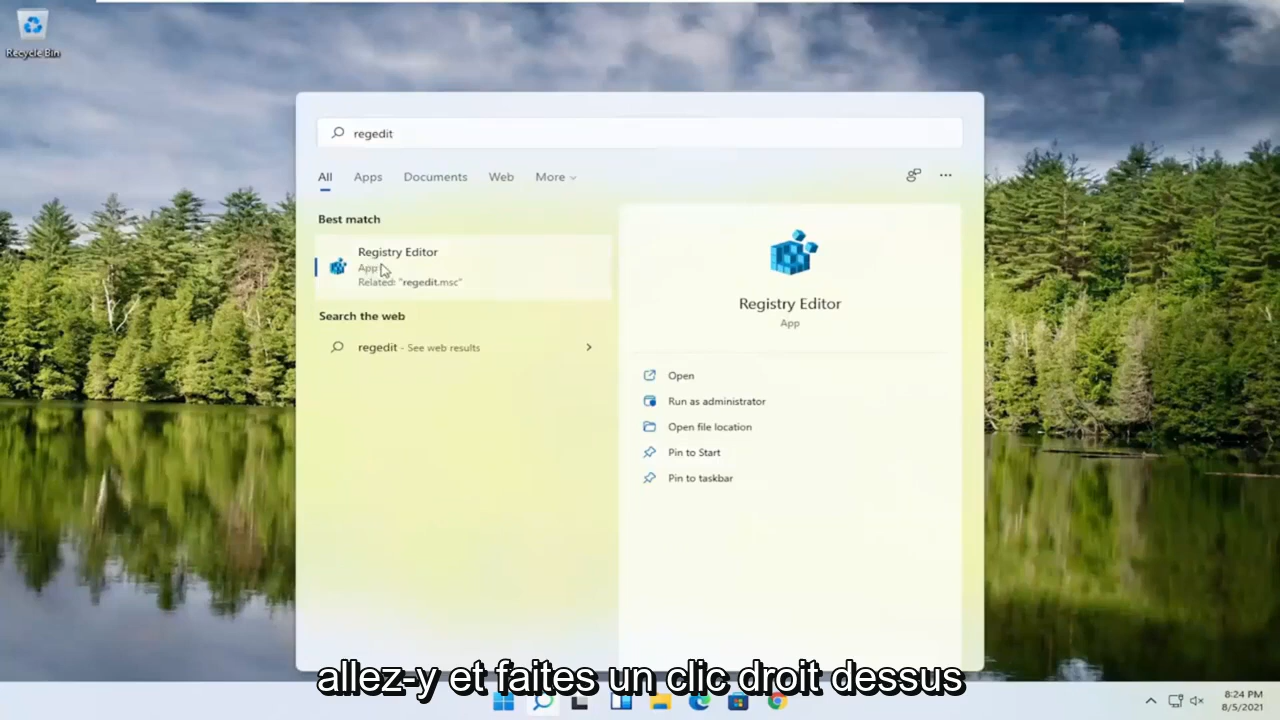 Recycle Bin
regedit
All
Apps
Documents
Web
More
Best match
Registry Editor
App
Related: "regedit.msc"
Search the web
regedit - See web results
Registry Editor
App
Open
Run as administrator
Open file location
Pin to Start
Pin to taskbar
allez-y et faites un clic droit dessus
8:24 PM
8/5/2021